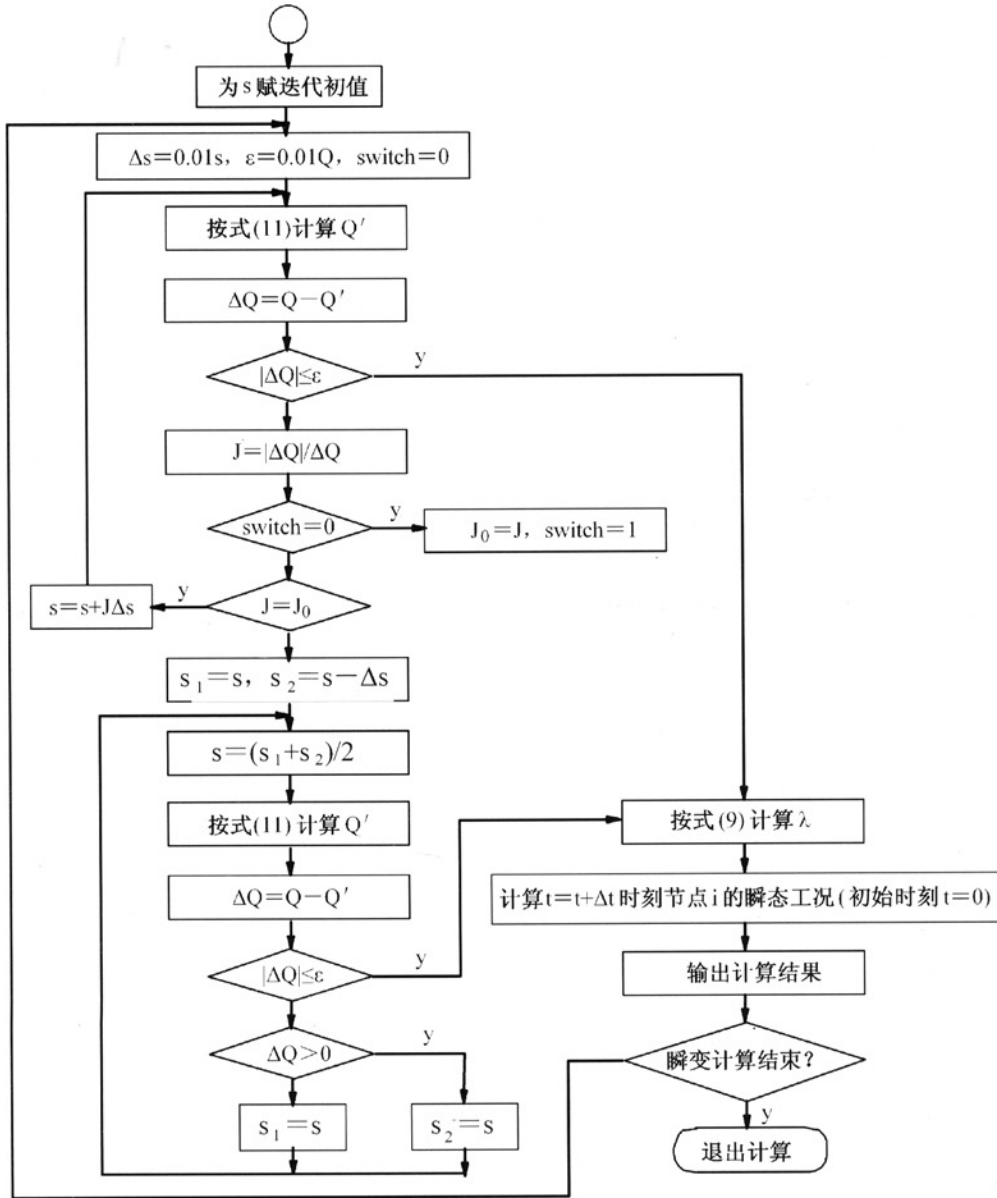 为s赋迭代初值
Δs=0.01s, ε=0.01Q, switch=0
按式(11)计算Q′
ΔQ=Q-Q′
|ΔQ|≤ε
y
J=|ΔQ|/ΔQ
switch=0
y
J₀=J, switch=1
s=s+JΔs
y
J=J₀
s₁=s, s₂=s-Δs
s=(s₁+s₂)/2
按式(11)计算Q′
按式(9)计算λ
ΔQ=Q-Q′
计算t=t+Δt时刻节点i的瞬态工况(初始时刻t=0)
|ΔQ|≤ε
y
输出计算结果
ΔQ>0
y
瞬变计算结束?
s₁=s
s₂=s
y
退出计算